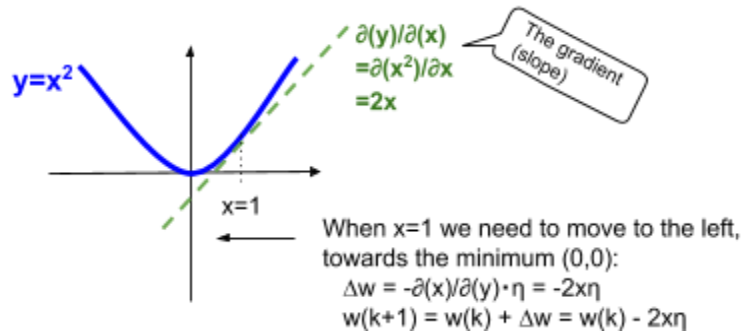 y=x²
∂(y)/∂(x)
=∂(x²)/∂x
=2x
The gradient
(slope)
x=1
When x=1 we need to move to the left,
towards the minimum (0,0):
Δw = -∂(x)/∂(y)·η = -2xη
w(k+1) = w(k) + Δw = w(k) - 2xη